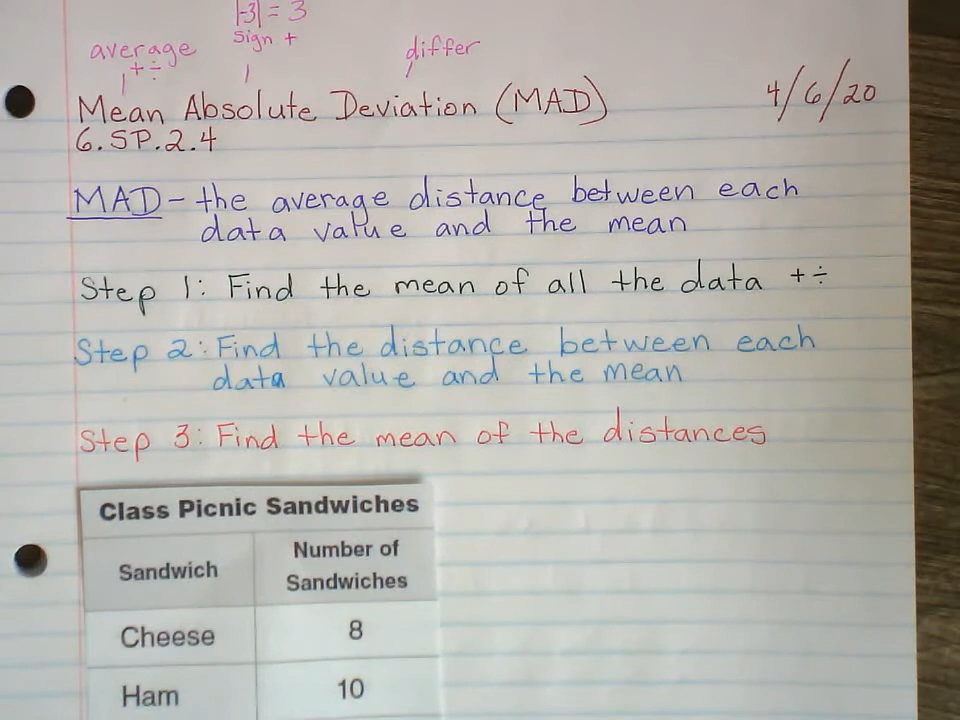 |-3| = 3
average sign + differ
+ ÷
Mean Absolute Deviation (MAD) 4/6/20
6.SP.2.4
MAD - the average distance between each
data value and the mean
Step 1: Find the mean of all the data + ÷
Step 2: Find the distance between each
data value and the mean
Step 3: Find the mean of the distances
Class Picnic Sandwiches
Sandwich Number of
Sandwiches
Cheese 8
Ham 10